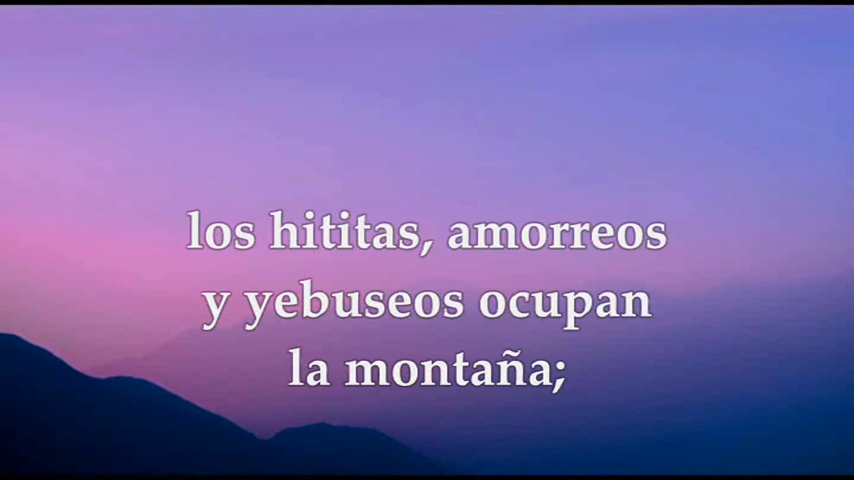 los hititas, amorreos
y yebuseos ocupan
la montaña;